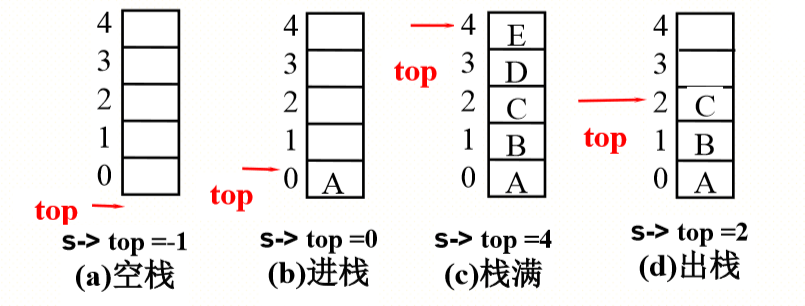 4
3
2
1
0
top
s-> top =-1
(a)空栈
4
3
2
1
0 A
top
s-> top =0
(b)进栈
4 E
top
3 D
2 C
1 B
0 A
s-> top =4
(c)栈满
4
3
2 C
top
1 B
0 A
s-> top =2
(d)出栈